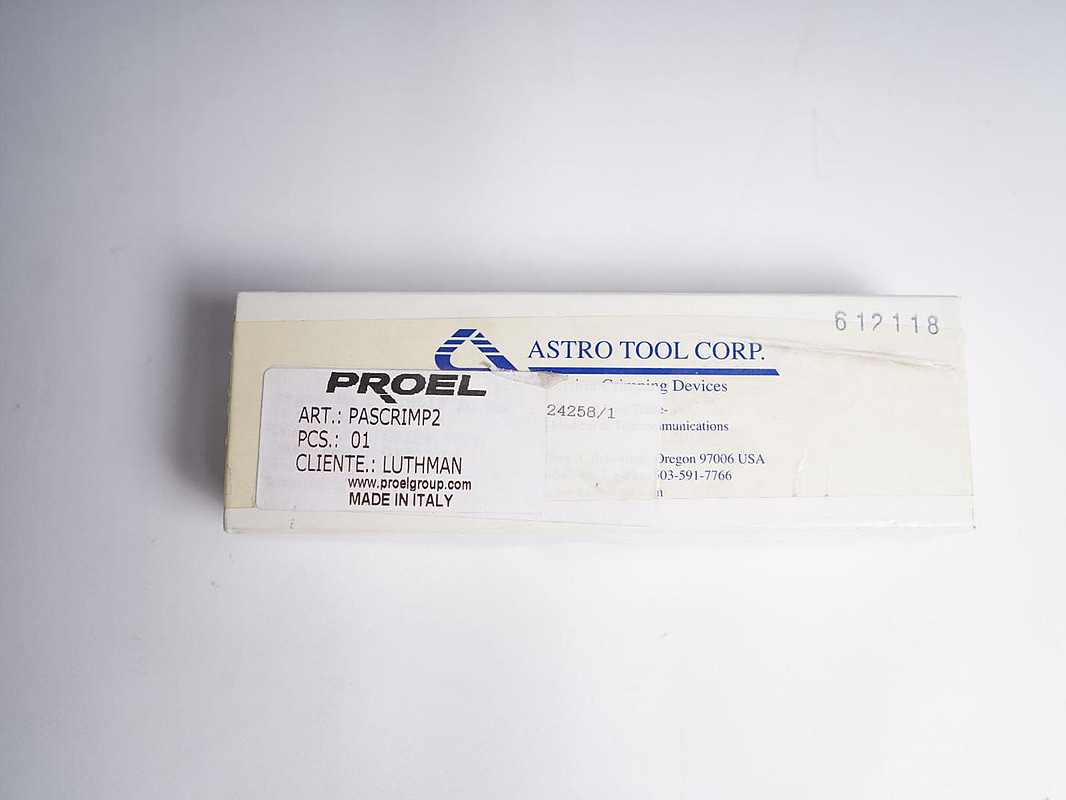 612118
ASTRO TOOL CORP.
Crimping Devices
PROEL
24258/1
ART.: PASCRIMP2
PCS.: 01
CLIENTE.: LUTHMAN
www.proelgroup.com
MADE IN ITALY
Medical & Telecommunications
Oregon 97006 USA
503-591-7766